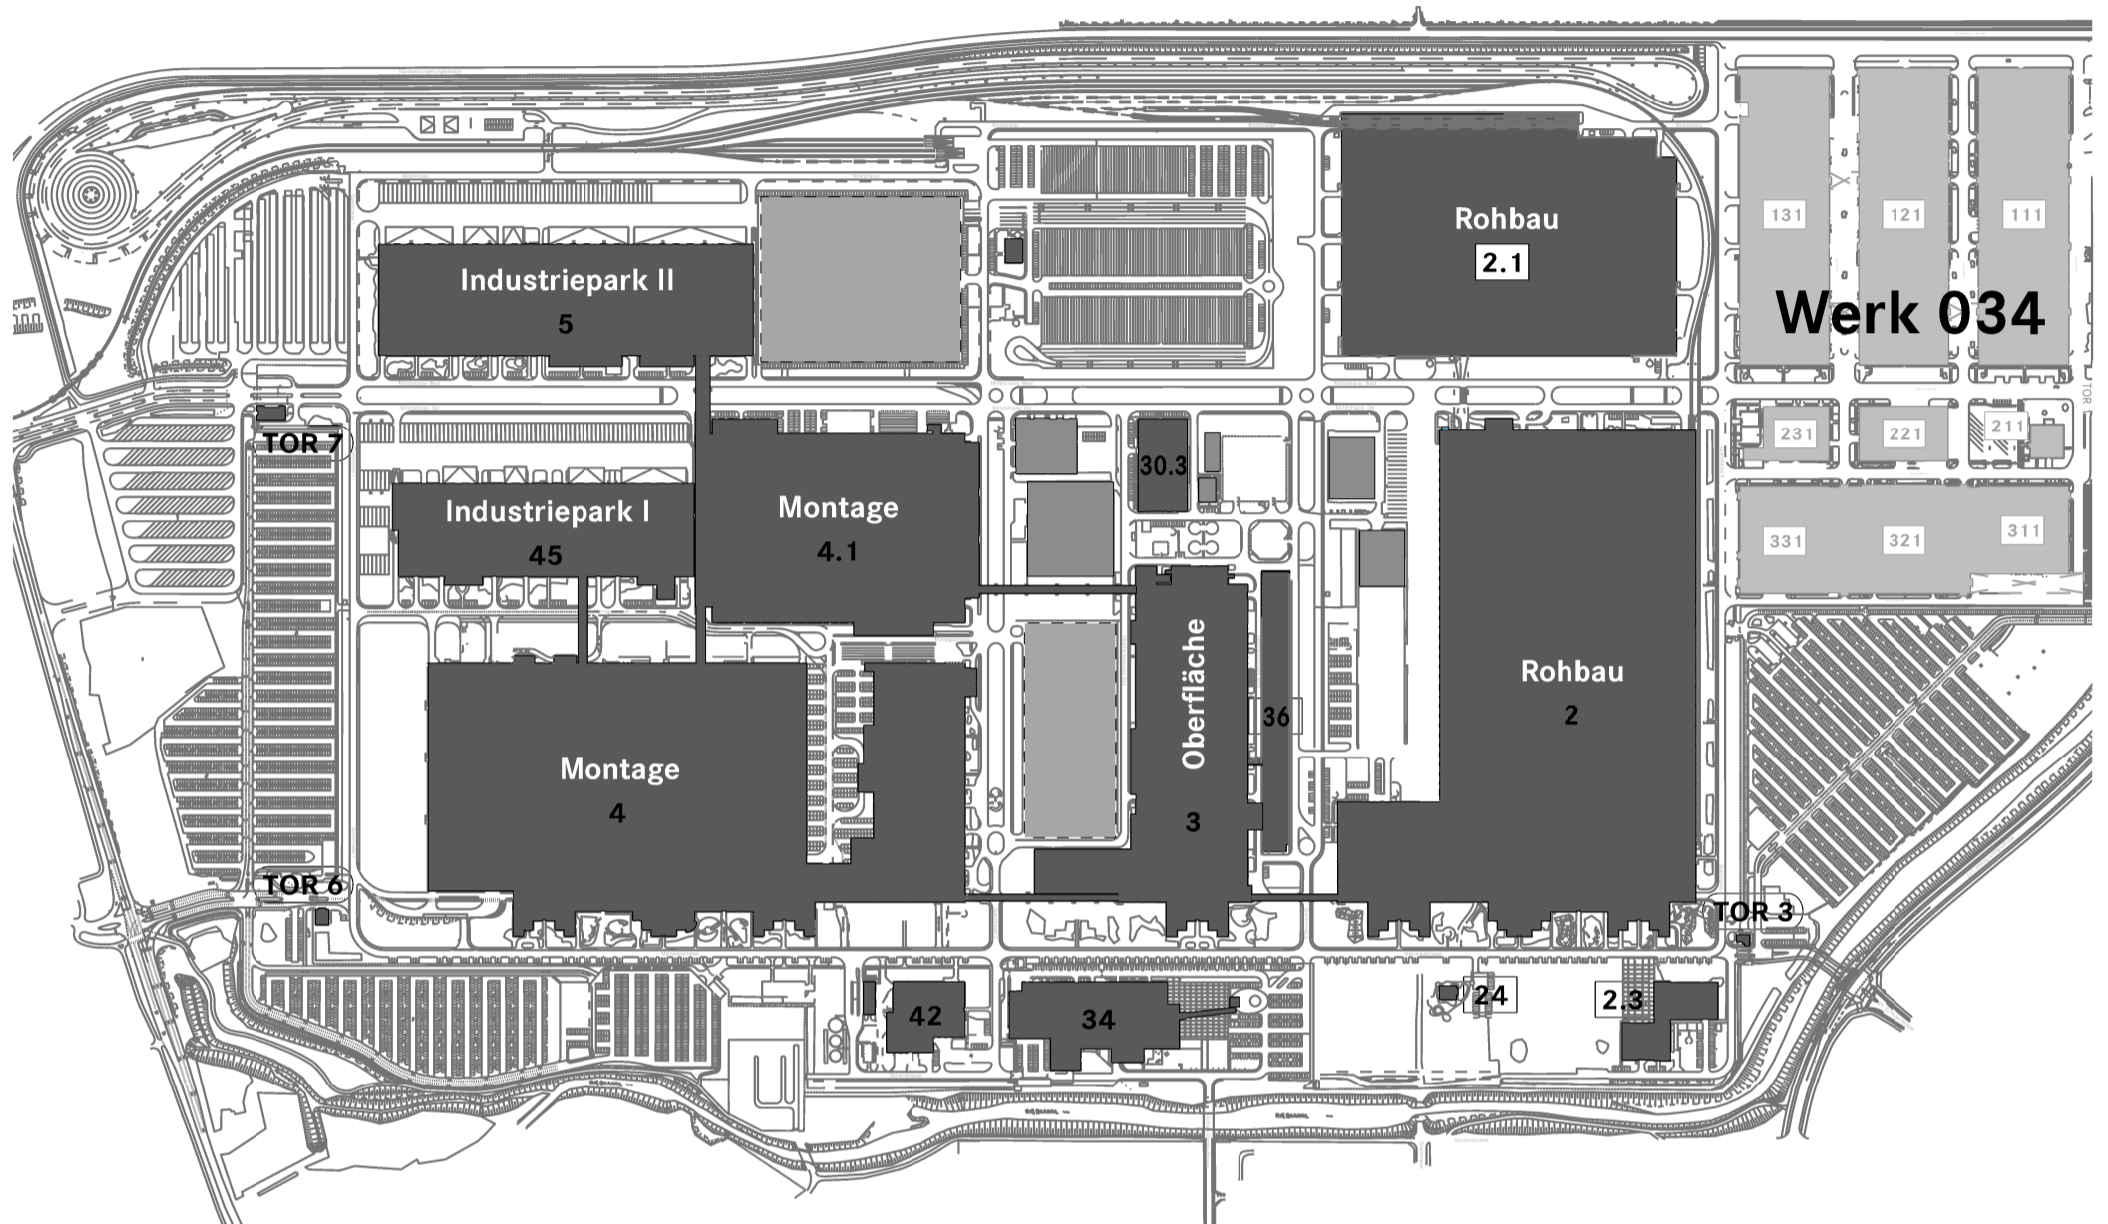 Rohbau
2.1
131
121
111
Industriepark II
5
Werk 034
TOR
TOR 7
30.3
231
221
211
Industriepark I
45
Montage
4.1
331
321
311
Oberfläche
3
36
Rohbau
2
Montage
4
TOR 6
TOR 3
42
34
24
2.3